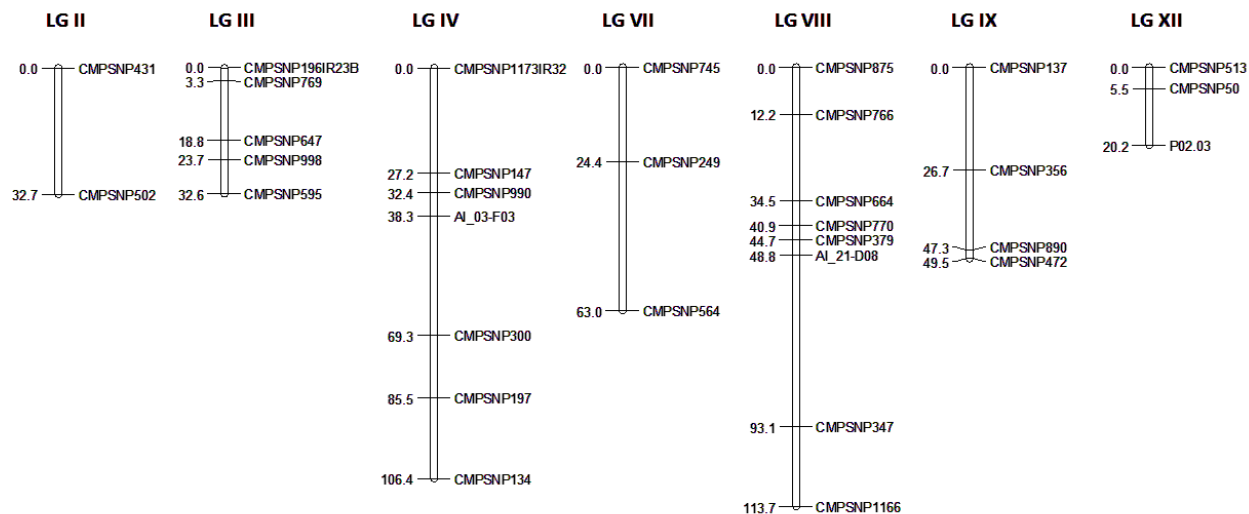 LG II
0.0 CMPSNP431
32.7 CMPSNP502
LG III
0.0 CMPSNP196IR23B
3.3 CMPSNP769
18.8 CMPSNP647
23.7 CMPSNP998
32.6 CMPSNP595
LG IV
0.0 CMPSNP1173IR32
27.2 CMPSNP147
32.4 CMPSNP990
38.3 AI_03-F03
69.3 CMPSNP300
85.5 CMPSNP197
106.4 CMPSNP134
LG VII
0.0 CMPSNP745
24.4 CMPSNP249
63.0 CMPSNP564
LG VIII
0.0 CMPSNP875
12.2 CMPSNP766
34.5 CMPSNP664
40.9 CMPSNP770
44.7 CMPSNP379
48.8 AI_21-D08
93.1 CMPSNP347
113.7 CMPSNP1166
LG IX
0.0 CMPSNP137
26.7 CMPSNP356
47.3 CMPSNP890
49.5 CMPSNP472
LG XII
0.0 CMPSNP513
5.5 CMPSNP50
20.2 P02.03